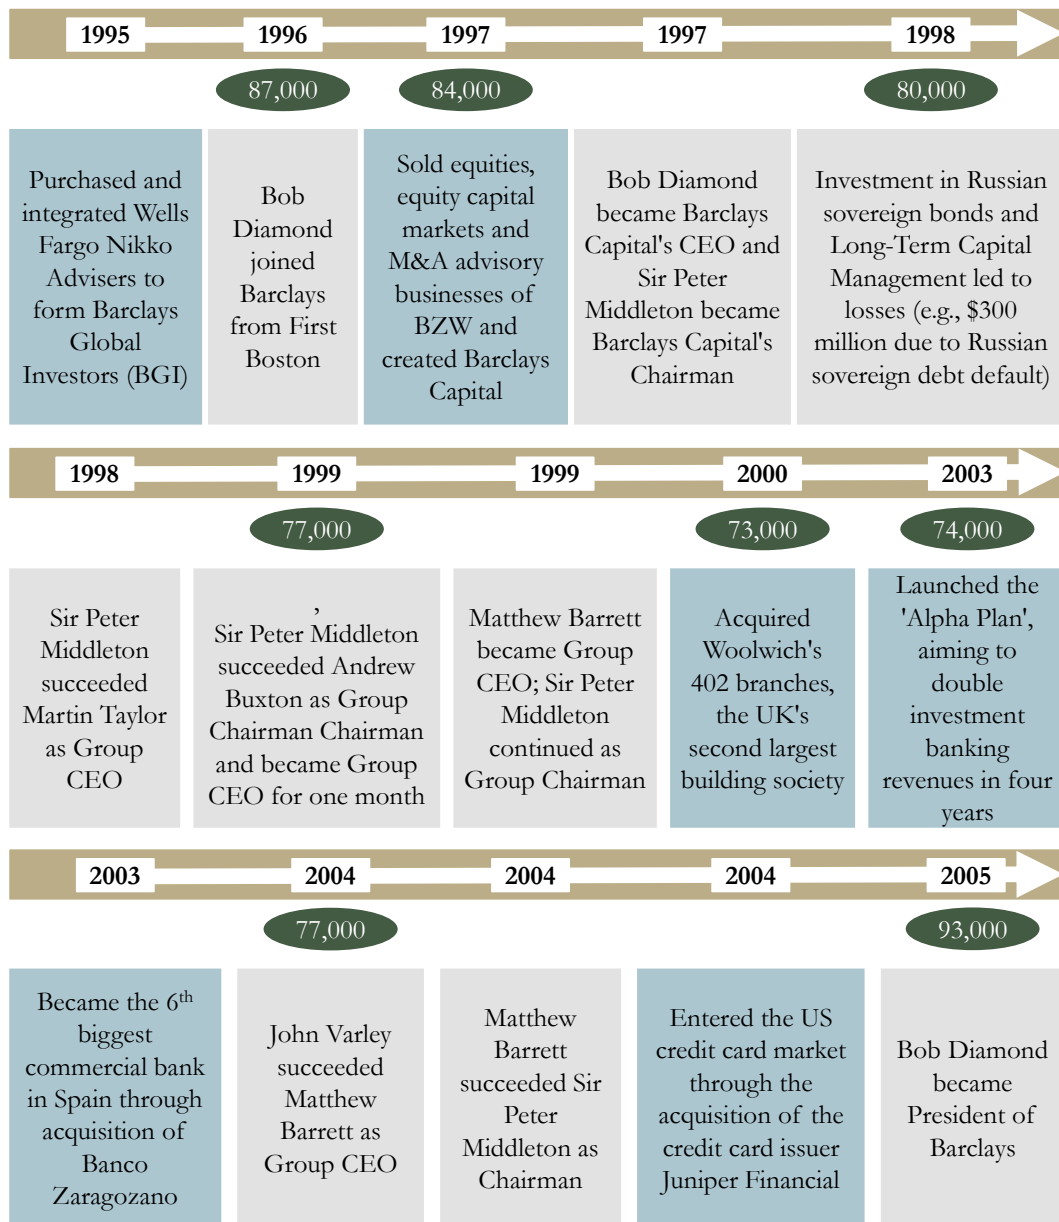 1995 1996 1997 1997 1998
87,000 84,000 80,000
Purchased and
integrated Wells
Fargo Nikko
Advisers to
form Barclays
Global
Investors (BGI)
Bob
Diamond
joined
Barclays
from First
Boston
Sold equities,
equity capital
markets and
M&A advisory
businesses of
BZW and
created Barclays
Capital
Bob Diamond
became Barclays
Capital's CEO and
Sir Peter
Middleton became
Barclays Capital's
Chairman
Investment in Russian
sovereign bonds and
Long-Term Capital
Management led to
losses (e.g., $300
million due to Russian
sovereign debt default)
1998 1999 1999 2000 2003
77,000 73,000 74,000
Sir Peter
Middleton
succeeded
Martin Taylor
as Group
CEO
,
Sir Peter Middleton
succeeded Andrew
Buxton as Group
Chairman Chairman
and became Group
CEO for one month
Matthew Barrett
became Group
CEO; Sir Peter
Middleton
continued as
Group Chairman
Acquired
Woolwich's
402 branches,
the UK's
second largest
building society
Launched the
'Alpha Plan',
aiming to
double
investment
banking
revenues in four
years
2003 2004 2004 2004 2005
77,000 93,000
Became the 6th
biggest
commercial bank
in Spain through
acquisition of
Banco
Zaragozano
John Varley
succeeded
Matthew
Barrett as
Group CEO
Matthew
Barrett
succeeded Sir
Peter
Middleton as
Chairman
Entered the US
credit card market
through the
acquisition of the
credit card issuer
Juniper Financial
Bob Diamond
became
President of
Barclays